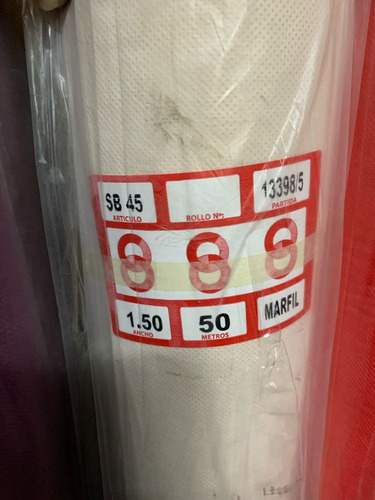 SB 45
ARTICULO
ROLLO Nº:
13398/5
PARTIDA
1.50
ANCHO
50
METROS
MARFIL